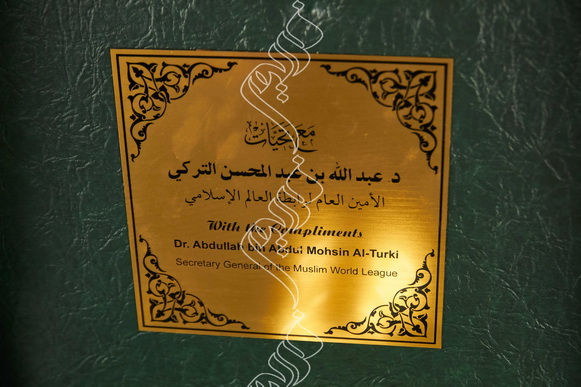 مع تحيات
د. عبد الله بن عبد المحسن التركي
الأمين العام لرابطة العالم الإسلامي
With the Compliments
Dr. Abdullah bin Abdul Mohsin Al-Turki
Secretary General of the Muslim World League